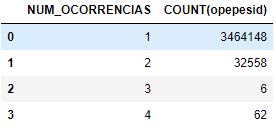 NUM_OCORRENCIAS COUNT(opepesid)
0 1 3464148
1 2 32558
2 3 6
3 4 62